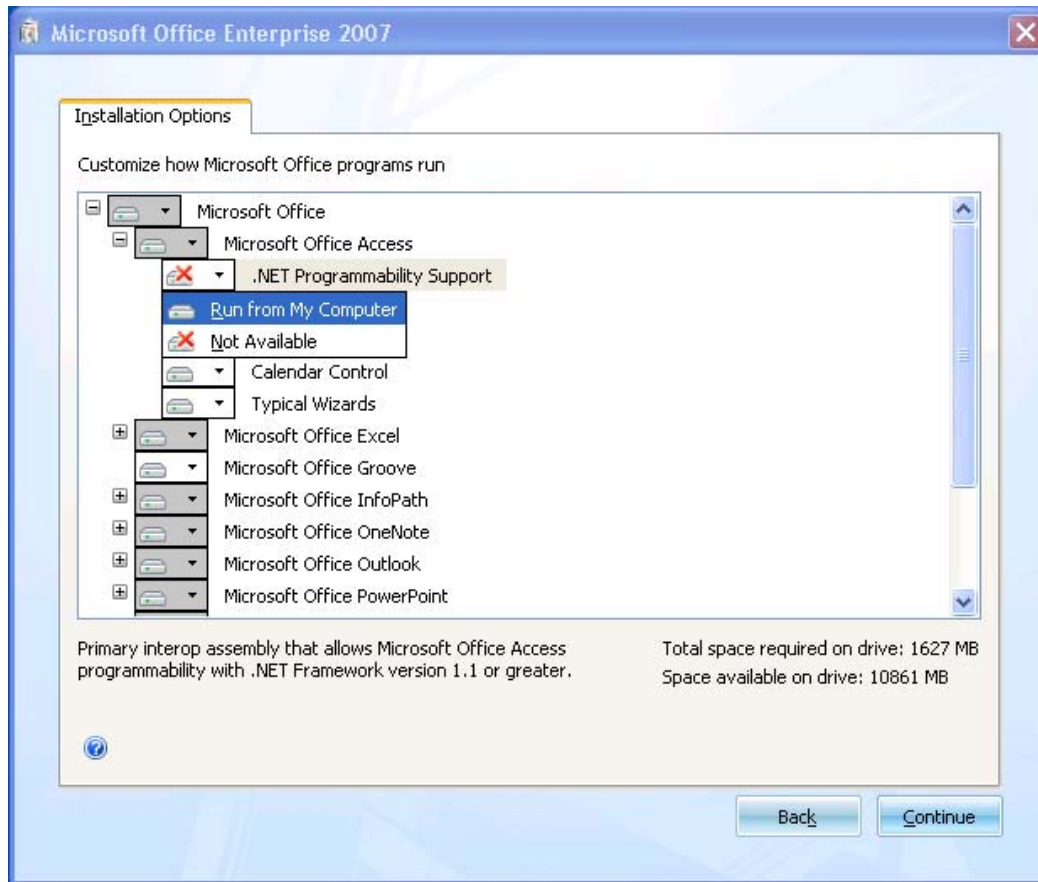 Microsoft Office Enterprise 2007
Installation Options
Customize how Microsoft Office programs run
Microsoft Office
Microsoft Office Access
.NET Programmability Support
Run from My Computer
Not Available
Calendar Control
Typical Wizards
Microsoft Office Excel
Microsoft Office Groove
Microsoft Office InfoPath
Microsoft Office OneNote
Microsoft Office Outlook
Microsoft Office PowerPoint
Primary interop assembly that allows Microsoft Office Access
programmability with .NET Framework version 1.1 or greater.
Total space required on drive: 1627 MB
Space available on drive: 10861 MB
Back
Continue